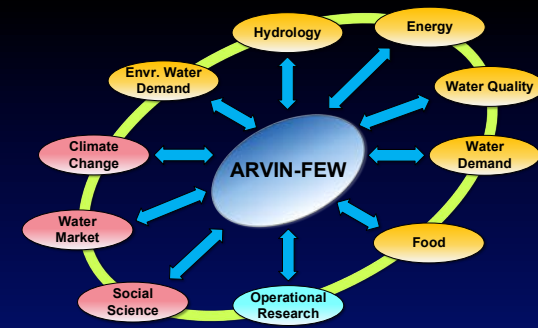 Hydrology
Energy
Envr. Water
Demand
Water Quality
Climate
Change
ARVIN-FEW
Water
Demand
Water
Market
Food
Social
Science
Operational
Research